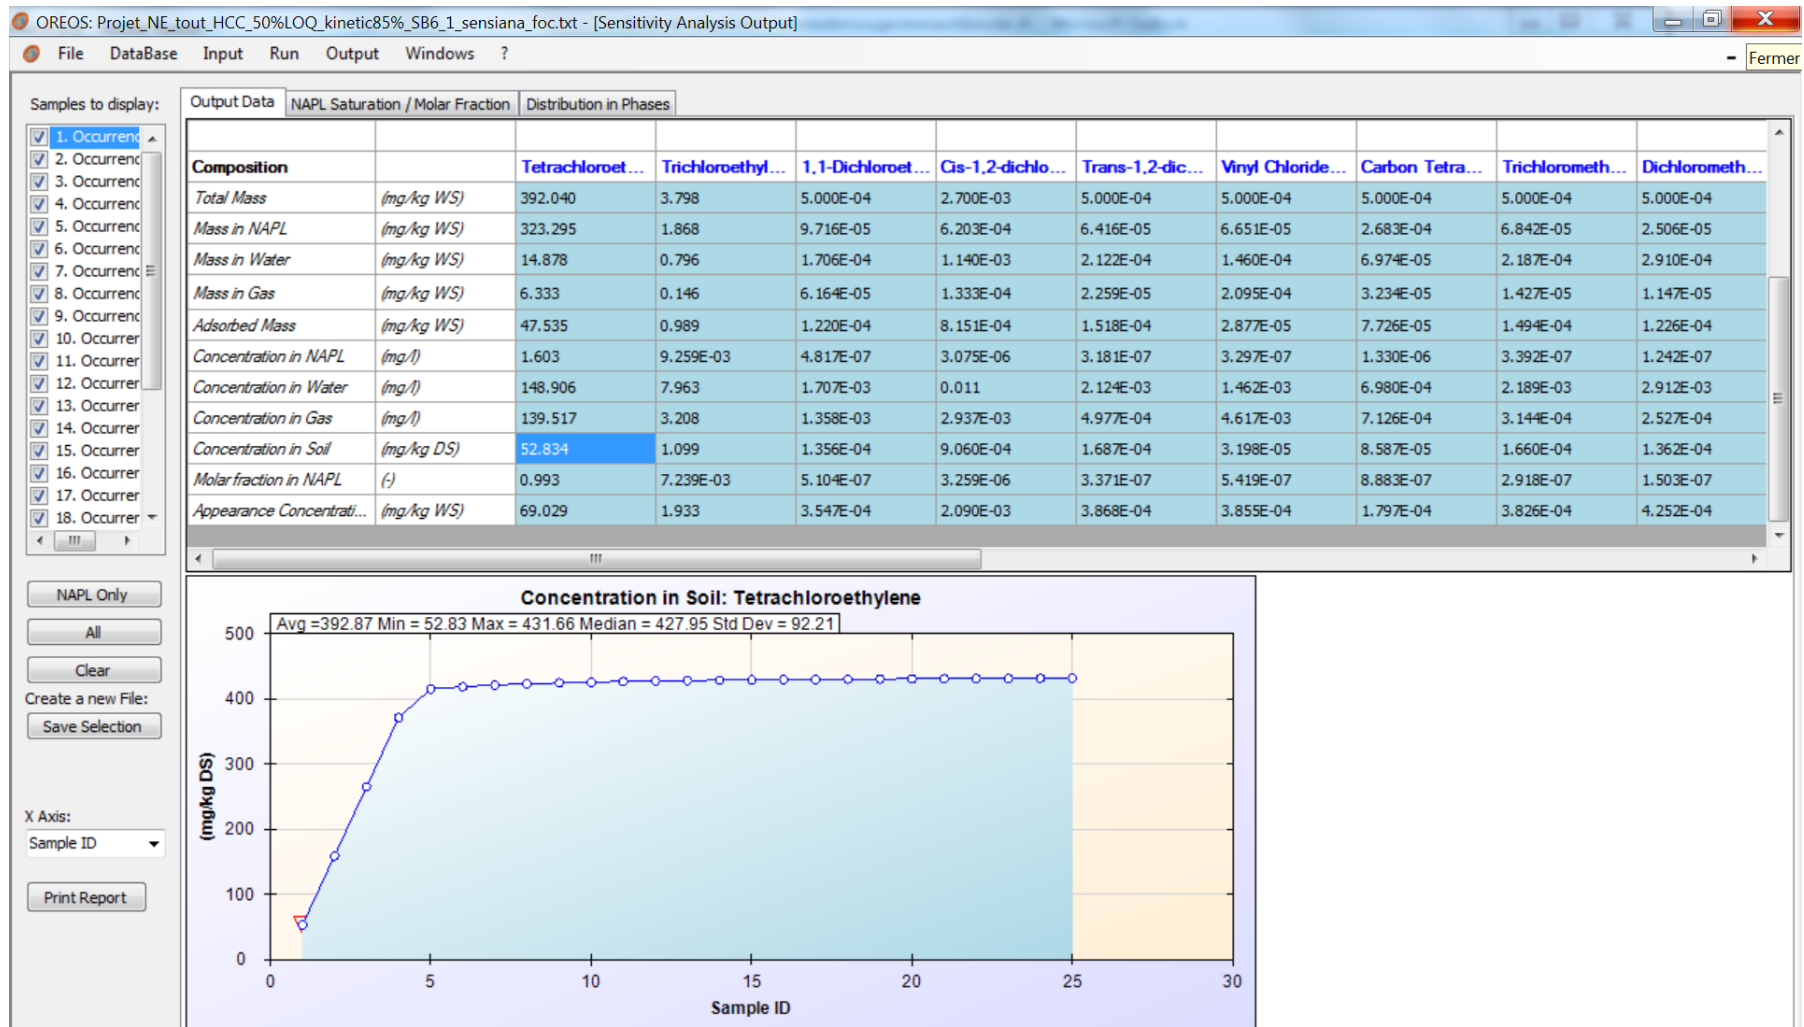 OREOS: Projet_NE_tout_HCC_50%LOQ_kinetic85%_SB6_1_sensiana_foc.txt - [Sensitivity Analysis Output]
File DataBase Input Run Output Windows ?
Fermer
Samples to display:
1. Occurrenc
2. Occurrenc
3. Occurrenc
4. Occurrenc
5. Occurrenc
6. Occurrenc
7. Occurrenc
8. Occurrenc
9. Occurrenc
10. Occurrer
11. Occurrer
12. Occurrer
13. Occurrer
14. Occurrer
15. Occurrer
16. Occurrer
17. Occurrer
18. Occurrer
NAPL Only
All
Clear
Create a new File:
Save Selection
X Axis:
Sample ID
Print Report
Output Data NAPL Saturation / Molar Fraction Distribution in Phases
Composition Tetrachloroet... Trichloroethyl... 1,1-Dichloroet... Cis-1,2-dichlo... Trans-1,2-dic... Vinyl Chloride... Carbon Tetra... Trichlorometh... Dichlorometh...
Total Mass (mg/kg WS) 392.040 3.798 5.000E-04 2.700E-03 5.000E-04 5.000E-04 5.000E-04 5.000E-04 5.000E-04
Mass in NAPL (mg/kg WS) 323.295 1.868 9.716E-05 6.203E-04 6.416E-05 6.651E-05 2.683E-04 6.842E-05 2.506E-05
Mass in Water (mg/kg WS) 14.878 0.796 1.706E-04 1.140E-03 2.122E-04 1.460E-04 6.974E-05 2.187E-04 2.910E-04
Mass in Gas (mg/kg WS) 6.333 0.146 6.164E-05 1.333E-04 2.259E-05 2.095E-04 3.234E-05 1.427E-05 1.147E-05
Adsorbed Mass (mg/kg WS) 47.535 0.989 1.220E-04 8.151E-04 1.518E-04 2.877E-05 7.726E-05 1.494E-04 1.226E-04
Concentration in NAPL (mg/l) 1.603 9.259E-03 4.817E-07 3.075E-06 3.181E-07 3.297E-07 1.330E-06 3.392E-07 1.242E-07
Concentration in Water (mg/l) 148.906 7.963 1.707E-03 0.011 2.124E-03 1.462E-03 6.980E-04 2.189E-03 2.912E-03
Concentration in Gas (mg/l) 139.517 3.208 1.358E-03 2.937E-03 4.977E-04 4.617E-03 7.126E-04 3.144E-04 2.527E-04
Concentration in Soil (mg/kg DS) 52.834 1.099 1.356E-04 9.060E-04 1.687E-04 3.198E-05 8.587E-05 1.660E-04 1.362E-04
Molar fraction in NAPL (-) 0.993 7.239E-03 5.104E-07 3.259E-06 3.371E-07 5.419E-07 8.883E-07 2.918E-07 1.503E-07
Appearance Concentrati... (mg/kg WS) 69.029 1.933 3.547E-04 2.090E-03 3.868E-04 3.855E-04 1.797E-04 3.826E-04 4.252E-04
Concentration in Soil: Tetrachloroethylene
Avg =392.87 Min = 52.83 Max = 431.66 Median = 427.95 Std Dev = 92.21
500
400
300
200
100
0
(mg/kg DS)
0 5 10 15 20 25 30
Sample ID